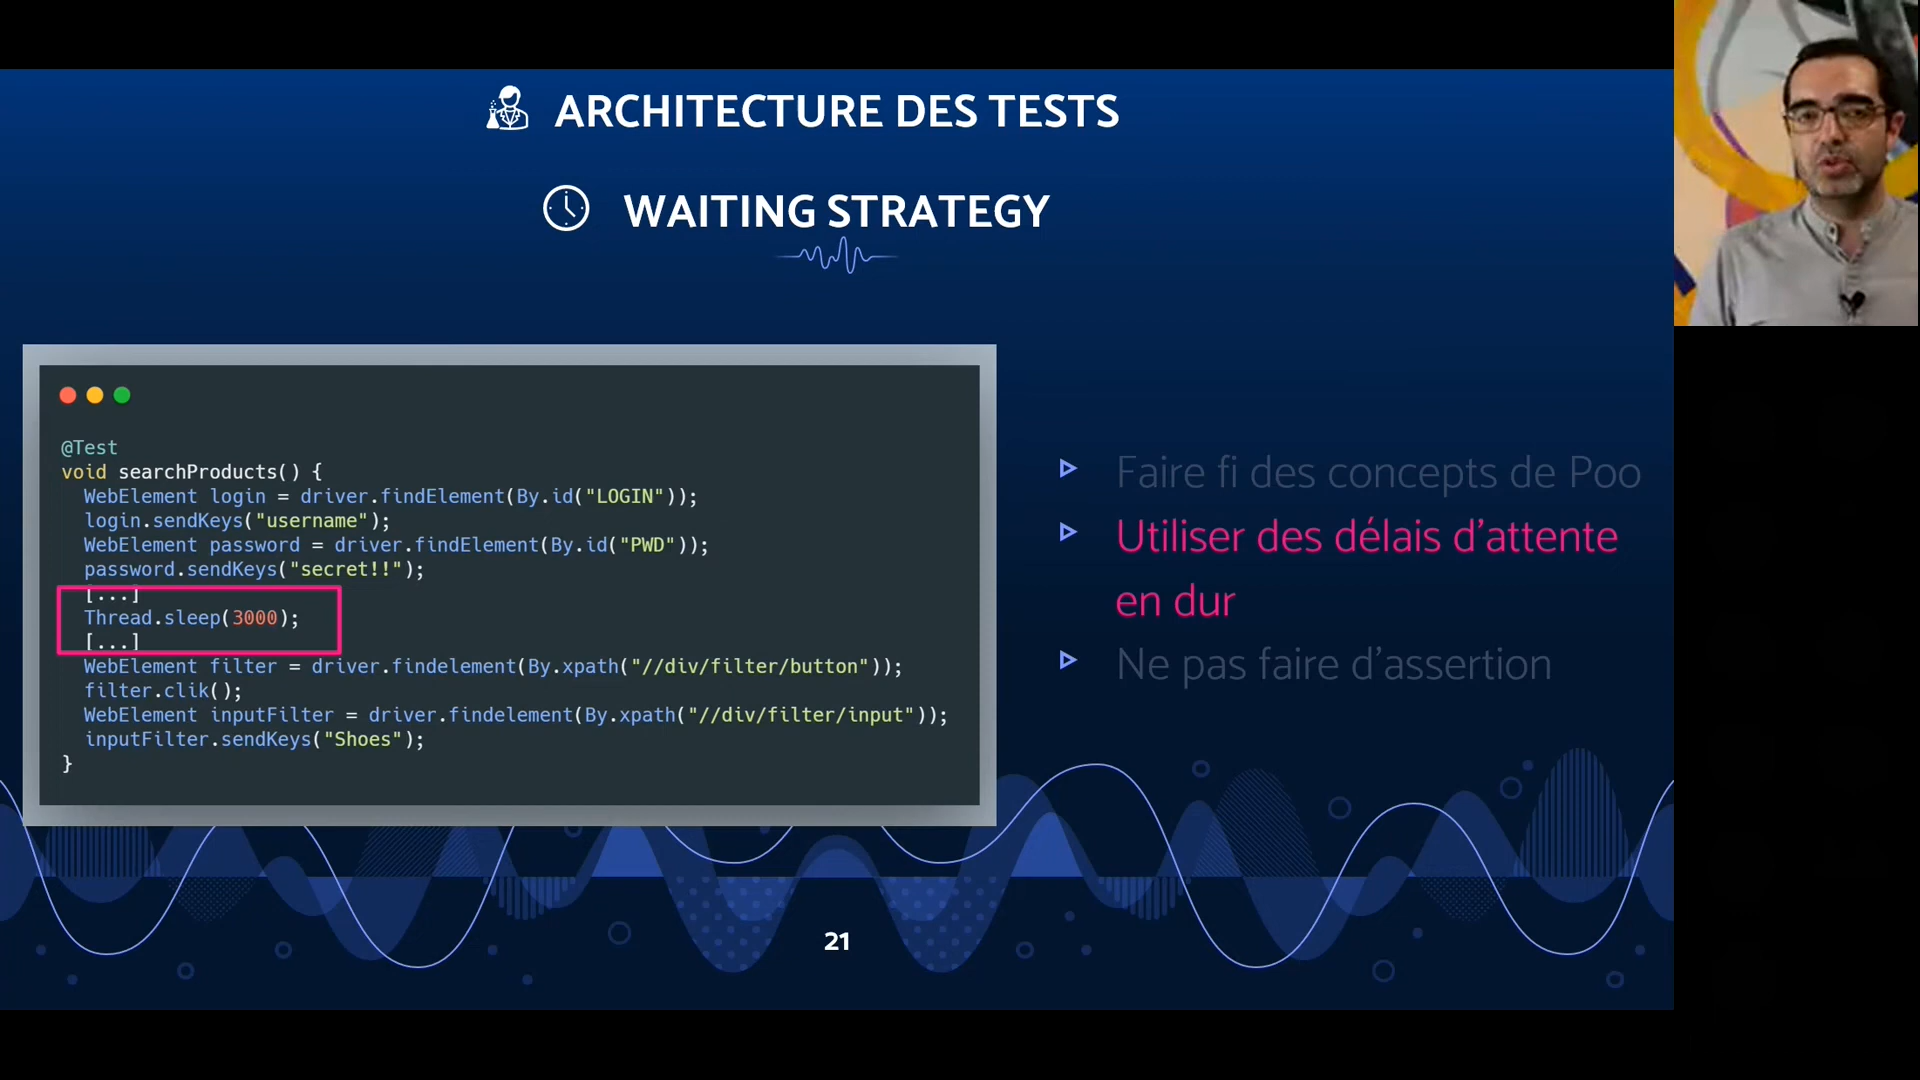 ARCHITECTURE DES TESTS
WAITING STRATEGY
@Test
void searchProducts() {
WebElement login = driver.findElement(By.id("LOGIN"));
login.sendKeys("username");
WebElement password = driver.findElement(By.id("PWD"));
password.sendKeys("secret!!");
[...]
Thread.sleep(3000);
[...]
WebElement filter = driver.findelement(By.xpath("//div/filter/button"));
filter.clik();
WebElement inputFilter = driver.findelement(By.xpath("//div/filter/input"));
inputFilter.sendKeys("Shoes");
}
Faire fi des concepts de Poo
Utiliser des délais d'attente
en dur
Ne pas faire d'assertion
21